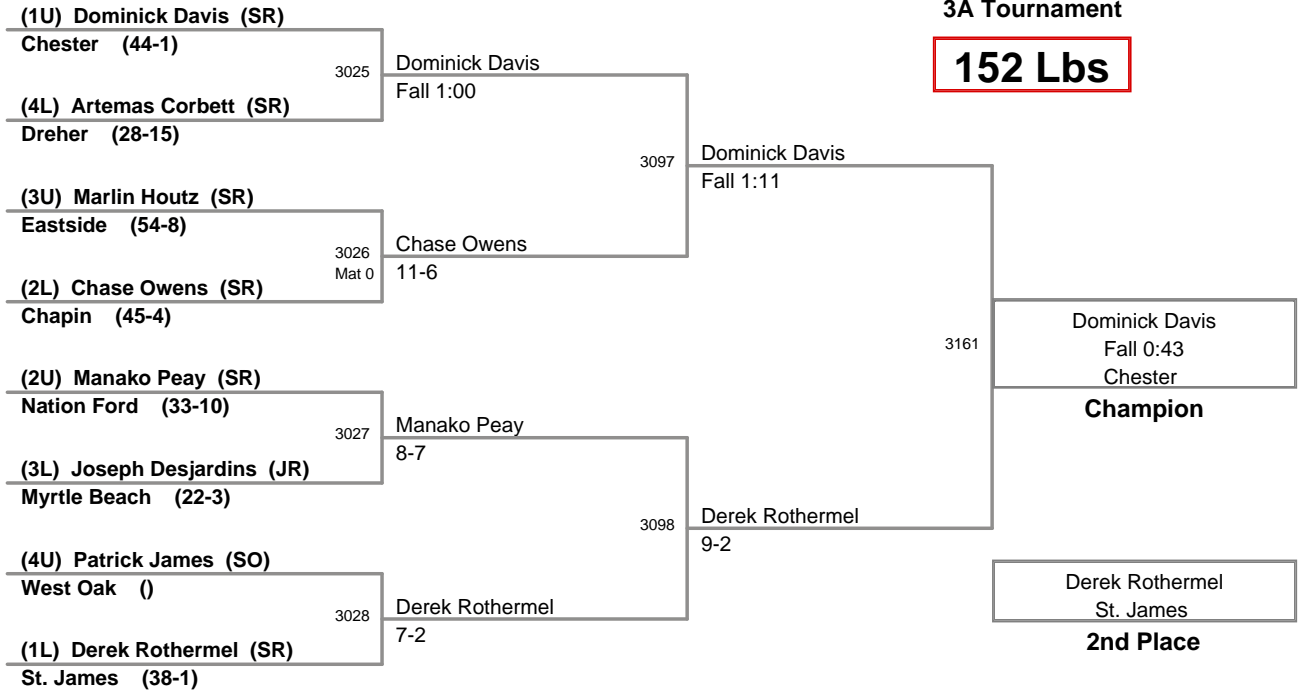 3A Tournament
152 Lbs
(1U) Dominick Davis (SR)
Chester (44-1)
3025
Dominick Davis
Fall 1:00
(4L) Artemas Corbett (SR)
Dreher (28-15)
3097
Dominick Davis
Fall 1:11
(3U) Marlin Houtz (SR)
Eastside (54-8)
3026
Mat 0
Chase Owens
11-6
(2L) Chase Owens (SR)
Chapin (45-4)
3161
Dominick Davis
Fall 0:43
Chester
Champion
(2U) Manako Peay (SR)
Nation Ford (33-10)
3027
Manako Peay
8-7
(3L) Joseph Desjardins (JR)
Myrtle Beach (22-3)
3098
Derek Rothermel
9-2
(4U) Patrick James (SO)
West Oak ()
3028
Derek Rothermel
7-2
(1L) Derek Rothermel (SR)
St. James (38-1)
Derek Rothermel
St. James
2nd Place